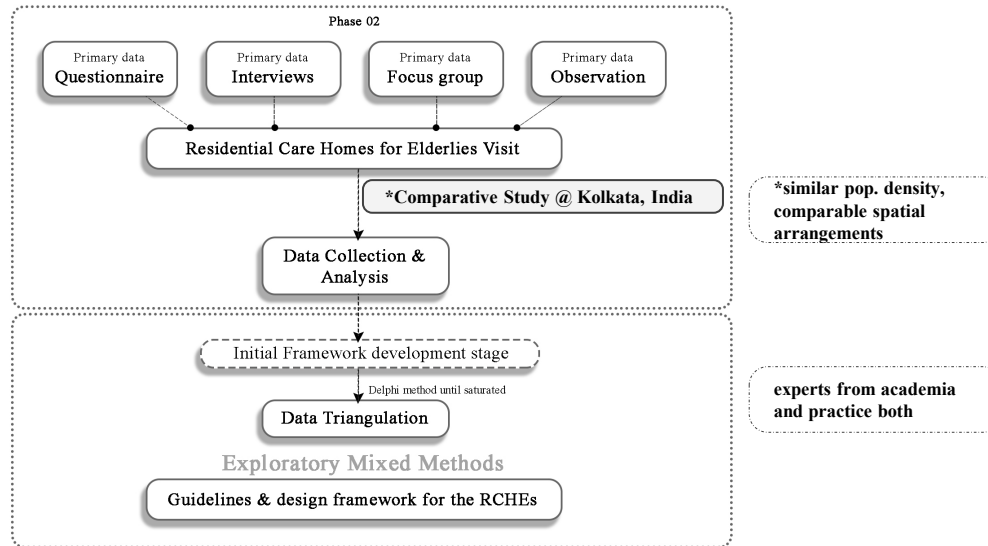 Phase 02
Primary data
Questionnaire
Primary data
Interviews
Primary data
Focus group
Primary data
Observation
Residential Care Homes for Elderlies Visit
*Comparative Study @ Kolkata, India
*similar pop. density,
comparable spatial
arrangements
Data Collection &
Analysis
Initial Framework development stage
Delphi method until saturated
experts from academia
and practice both
Data Triangulation
Exploratory Mixed Methods
Guidelines & design framework for the RCHEs